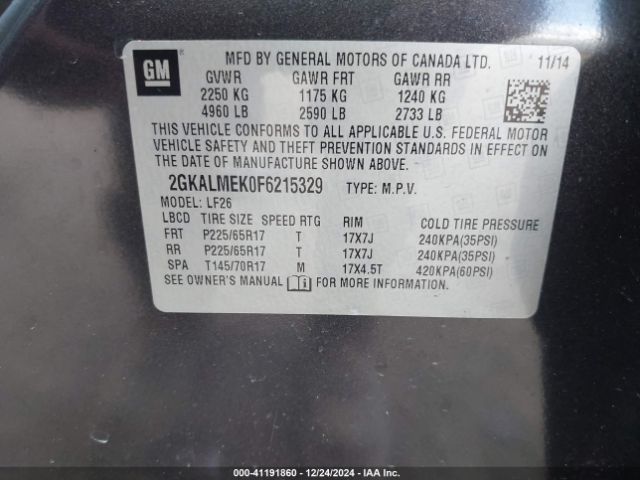 GM
MFD BY GENERAL MOTORS OF CANADA LTD. 11/14
GVWR GAWR FRT GAWR RR
2250 KG 1175 KG 1240 KG
4960 LB 2590 LB 2733 LB
THIS VEHICLE CONFORMS TO ALL APPLICABLE U.S. FEDERAL MOTOR
VEHICLE SAFETY AND THEFT PREVENTION STANDARDS IN EFFECT ON
DATE OF MANUFACTURE SHOWN ABOVE.
2GKALMEK0F6215329 TYPE: M.P.V.
MODEL: LF26
LBCD TIRE SIZE SPEED RTG RIM COLD TIRE PRESSURE
FRT P225/65R17 T 17X7J 240KPA(35PSI)
RR P225/65R17 T 17X7J 240KPA(35PSI)
SPA T145/70R17 M 17X4.5T 420KPA(60PSI)
SEE OWNER'S MANUAL FOR MORE INFORMATION.
000-41191860 - 12/24/2024 - IAA Inc.